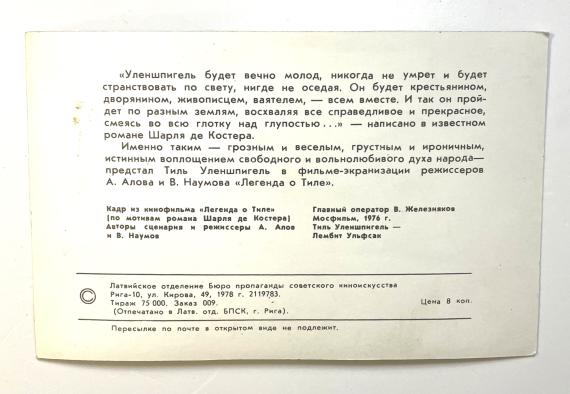 «Уленшпигель будет вечно молод, никогда не умрет и будет
странствовать по свету, нигде не оседая. Он будет крестьянином,
дворянином, живописцем, ваятелем, — всем вместе. И так он прой-
дет по разным землям, восхваляя все справедливое и прекрасное,
смеясь во всю глотку над глупостью...» — написано в известном
романе Шарля де Костера.
Именно таким — грозным и веселым, грустным и ироничным,
истинным воплощением свободного и вольнолюбивого духа народа—
предстал Тиль Уленшпигель в фильме-экранизации режиссеров
А. Алова и В. Наумова «Легенда о Тиле».
Кадр из кинофильма «Легенда о Тиле»
[по мотивам романа Шарля де Костера]
Авторы сценария и режиссеры А. Алов
и В. Наумов
Главный оператор В. Железняков
Мосфильм, 1976 г.
Тиль Уленшпигель —
Лембит Ульфсак
©
Латвийское отделение Бюро пропаганды советского киноискусства
Рига-10, ул. Кирова, 49, 1978 г. 2119783.
Тираж 75 000. Заказ 009.
(Отпечатано в Латв. отд. БПСК, г. Рига).
Цена 8 коп.
Пересылке по почте в открытом виде не подлежит.